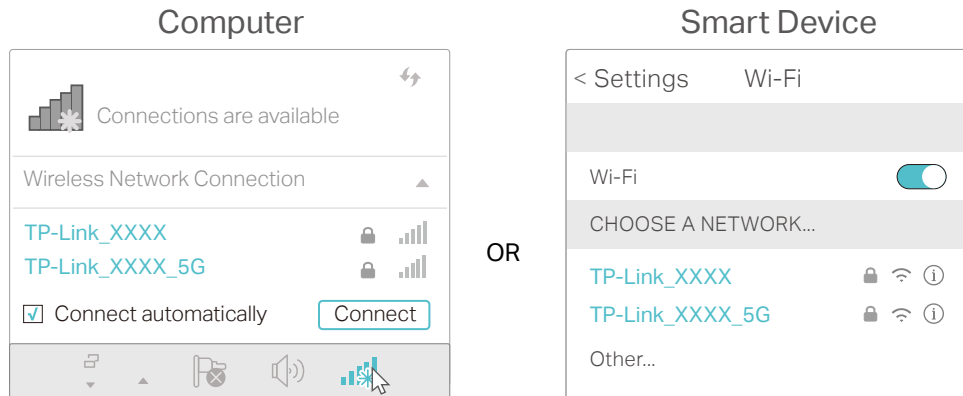 Computer
Connections are available
Wireless Network Connection
TP-Link_XXXX
TP-Link_XXXX_5G
Connect automatically
Connect
OR
Smart Device
< Settings Wi-Fi
Wi-Fi
CHOOSE A NETWORK...
TP-Link_XXXX
TP-Link_XXXX_5G
Other...